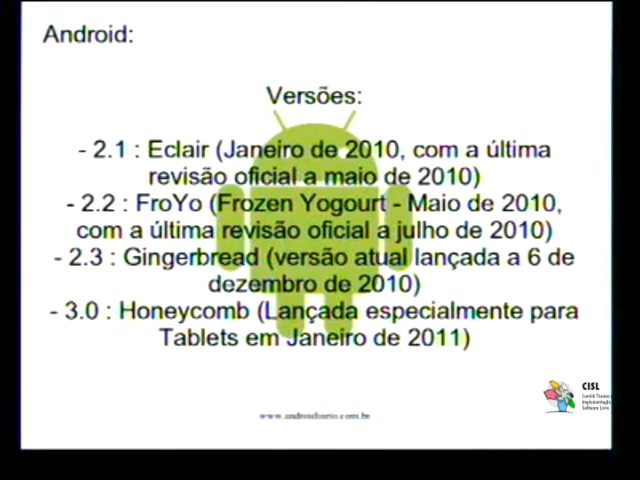 Android:
Versões:
- 2.1 : Eclair (Janeiro de 2010, com a última
revisão oficial a maio de 2010)
- 2.2 : FroYo (Frozen Yogourt - Maio de 2010,
com a última revisão oficial a julho de 2010)
- 2.3 : Gingerbread (versão atual lançada a 6 de
dezembro de 2010)
- 3.0 : Honeycomb (Lançada especialmente para
Tablets em Janeiro de 2011)
CISL
Software Livre